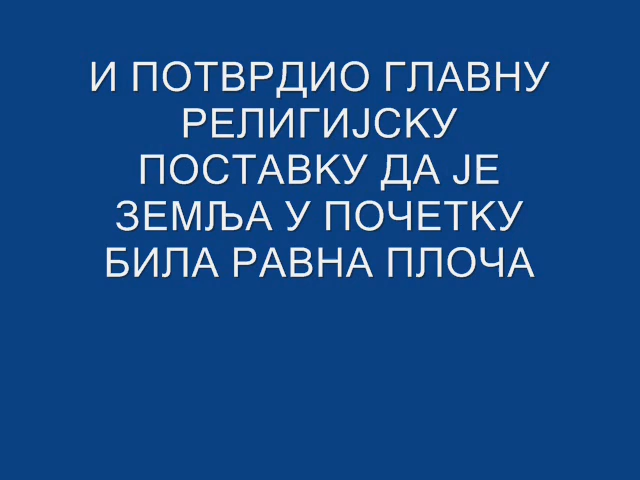 И ПОТВРДИО ГЛАВНУ
РЕЛИГИЈСКУ
ПОСТАВКУ ДА ЈЕ
ЗЕМЉА У ПОЧЕТКУ
БИЛА РАВНА ПЛОЧА